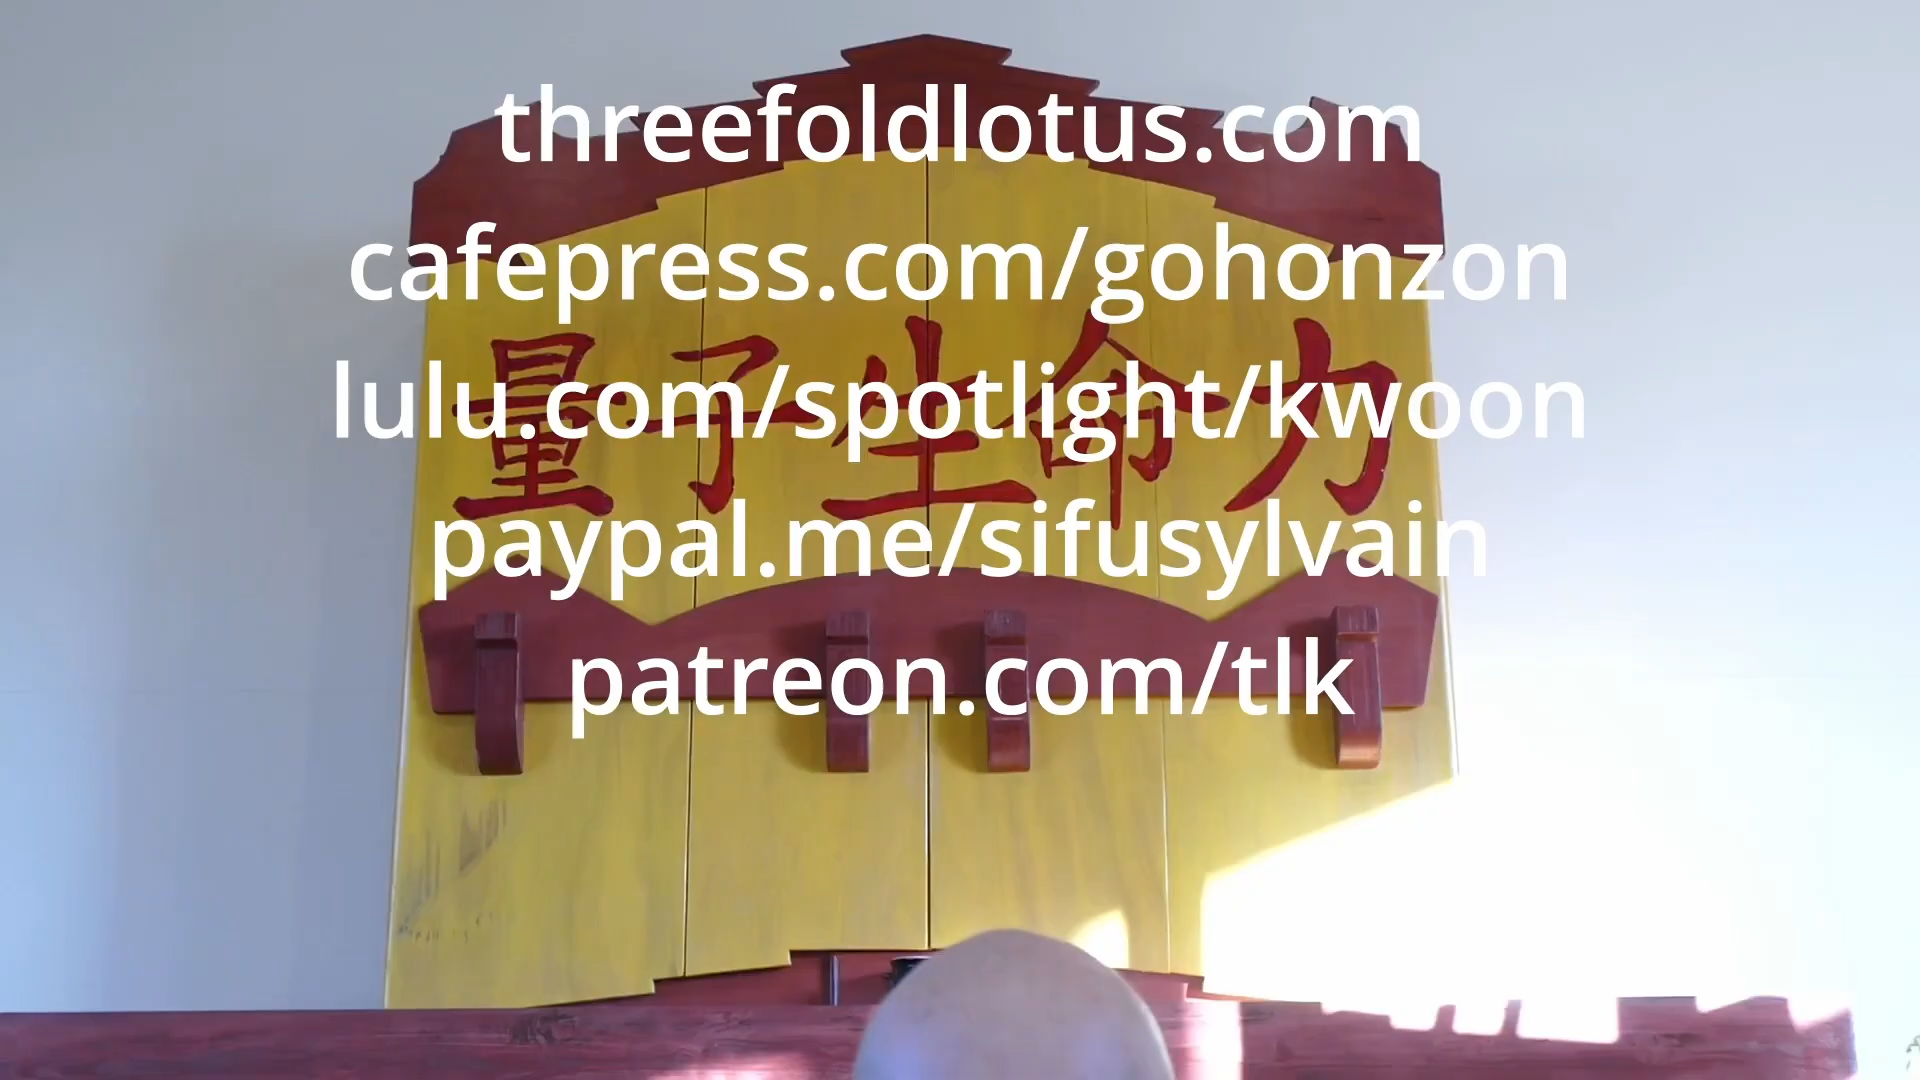 threefoldlotus.com
cafepress.com/gohonzon
量子生命力
lulu.com/spotlight/kwoon
paypal.me/sifusylvain
patreon.com/tlk